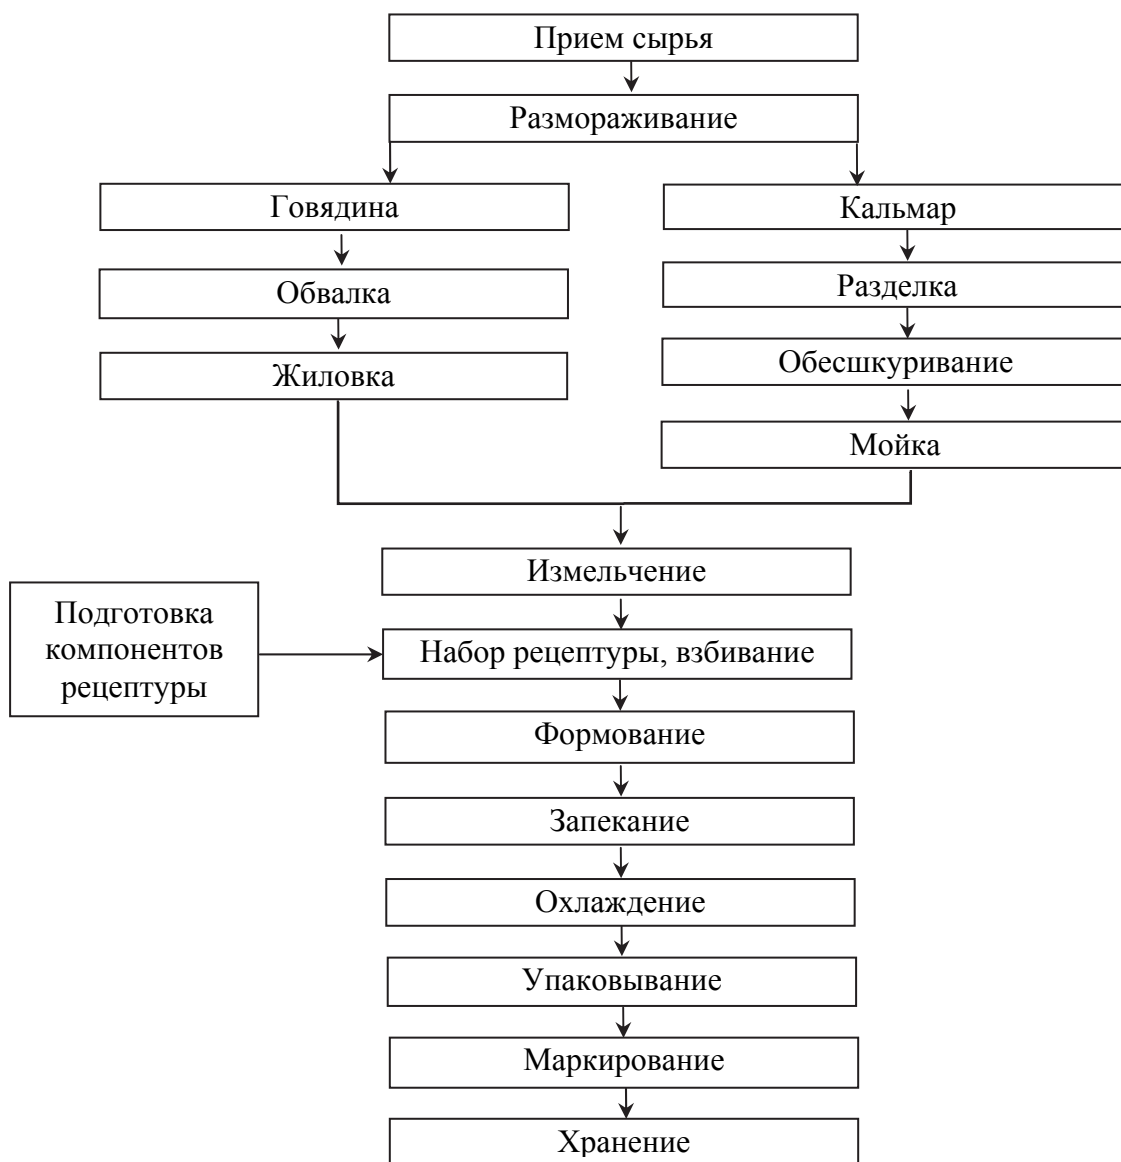 Прием сырья
Размораживание
Говядина
Кальмар
Обвалка
Разделка
Жиловка
Обесшкуривание
Мойка
Измельчение
Подготовка
компонентов
рецептуры
Набор рецептуры, взбивание
Формование
Запекание
Охлаждение
Упаковывание
Маркирование
Хранение